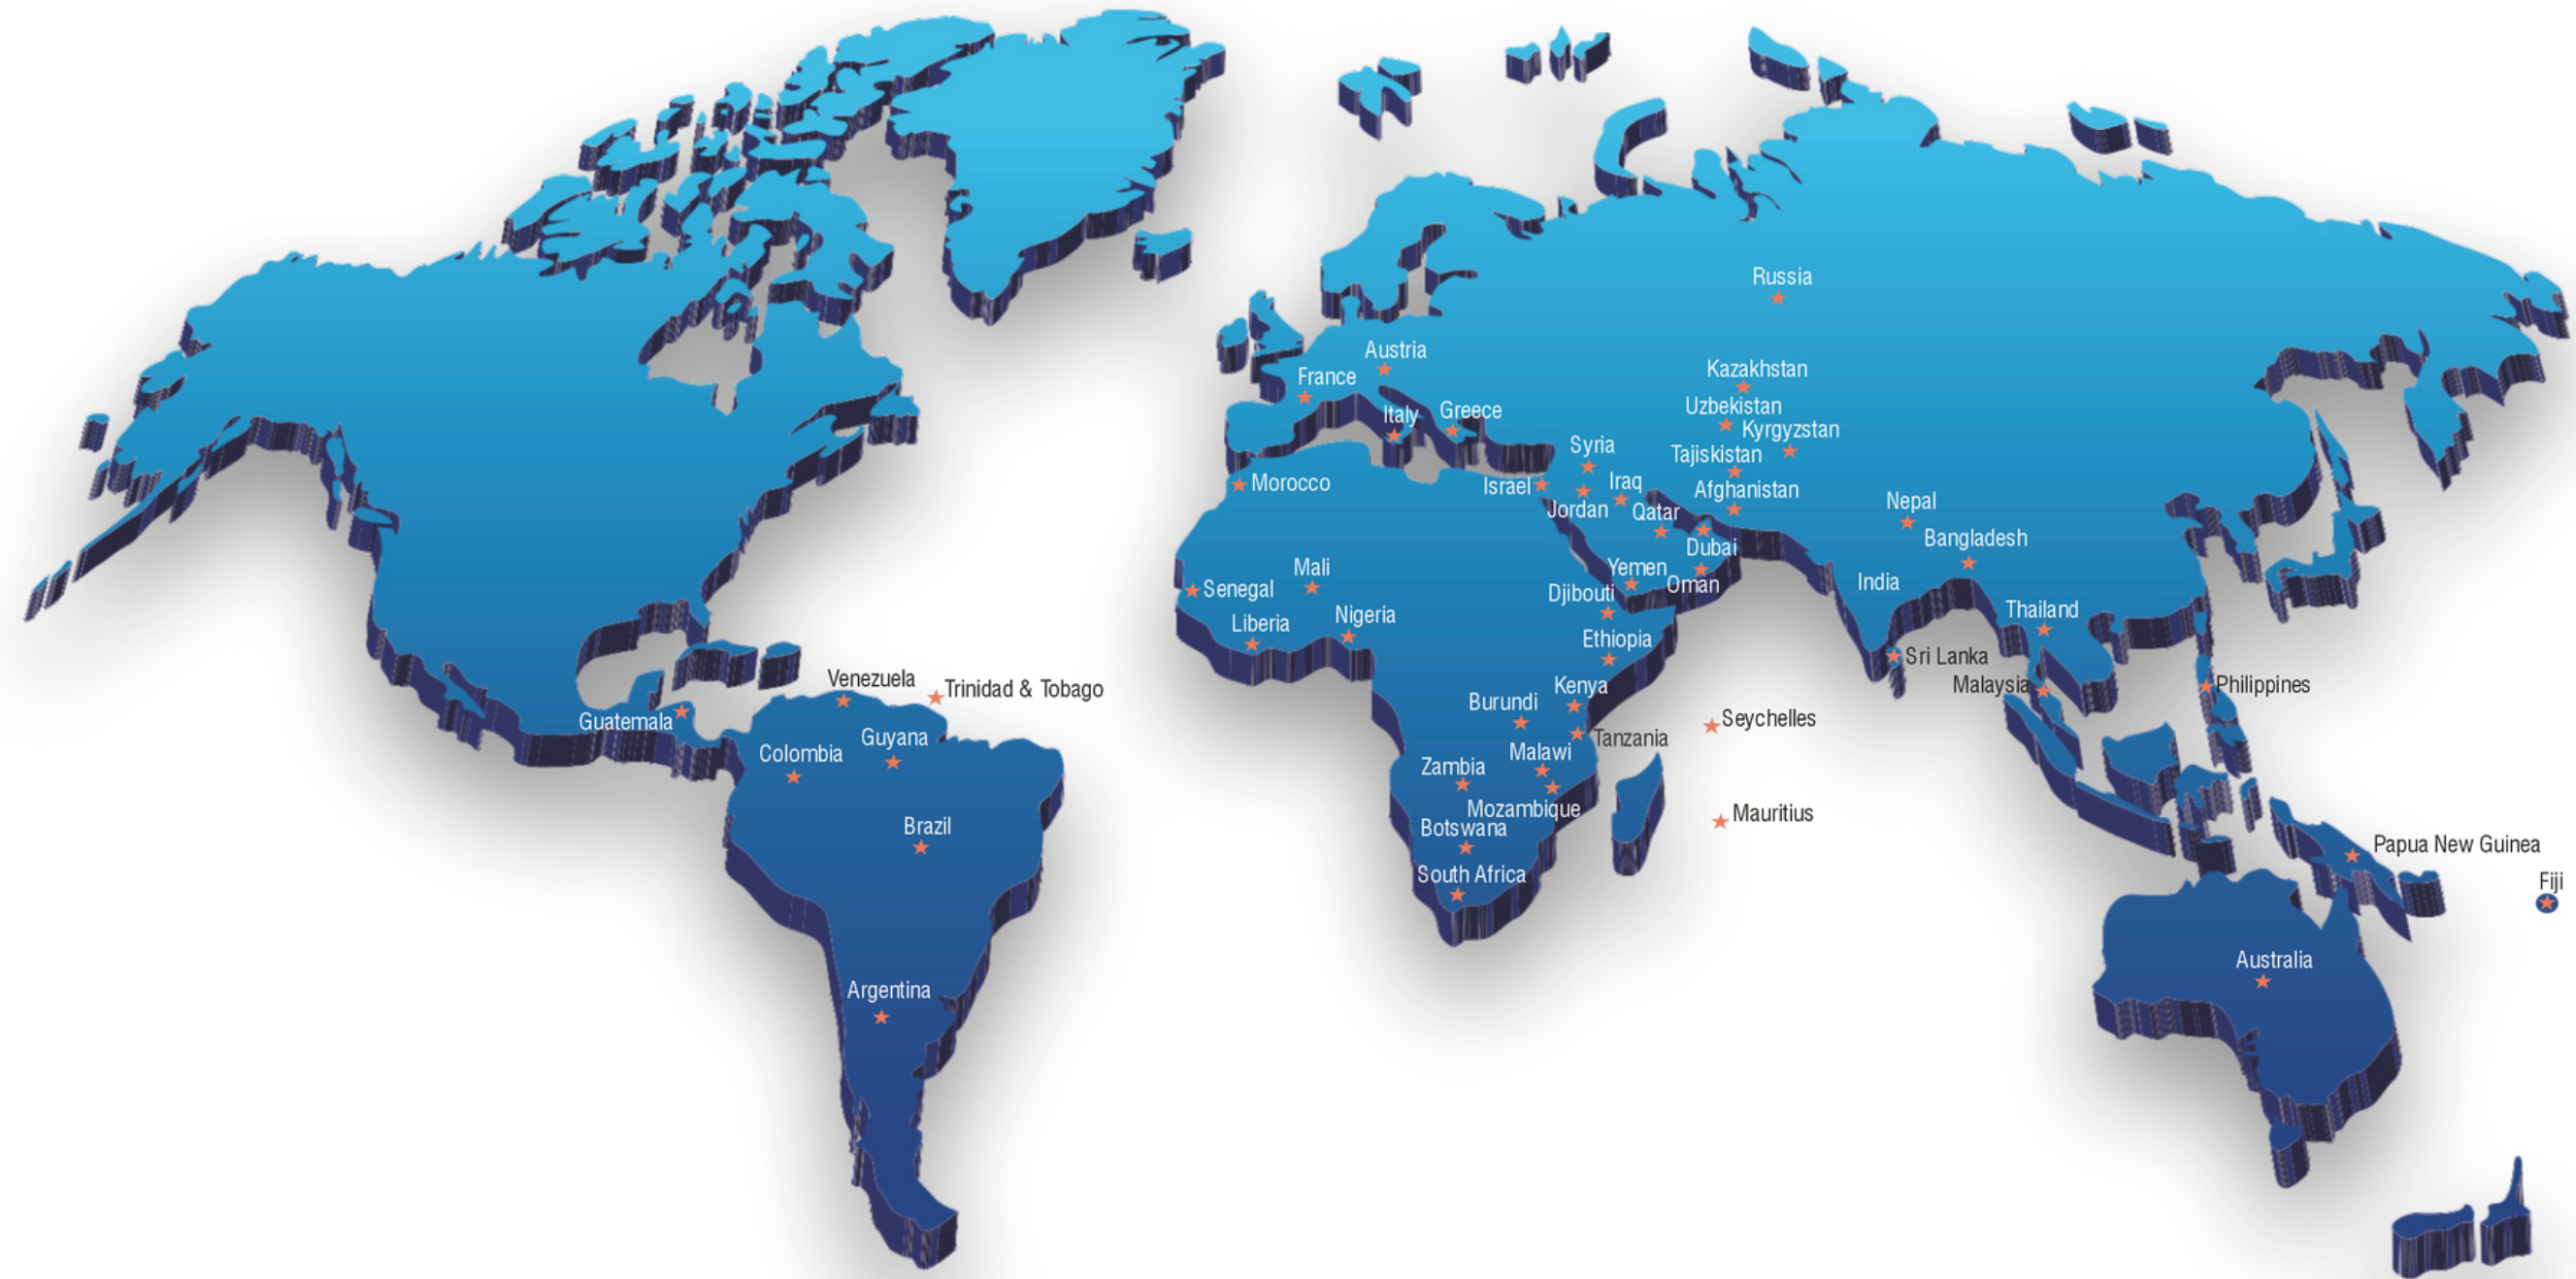 Russia
Austria
Kazakhstan
France
Uzbekistan
Italy
Greece
Kyrgyzstan
Syria
Tajiskistan
Morocco
Israel
Iraq
Afghanistan
Jordan
Qatar
Nepal
Bangladesh
Dubai
Mali
Yemen
India
Oman
Senegal
Djibouti
Thailand
Nigeria
Liberia
Ethiopia
Sri Lanka
Venezuela
Trinidad & Tobago
Kenya
Malaysia
Philippines
Burundi
Guatemala
Seychelles
Guyana
Tanzania
Colombia
Malawi
Zambia
Mozambique
Mauritius
Brazil
Botswana
Papua New Guinea
South Africa
Fiji
Australia
Argentina